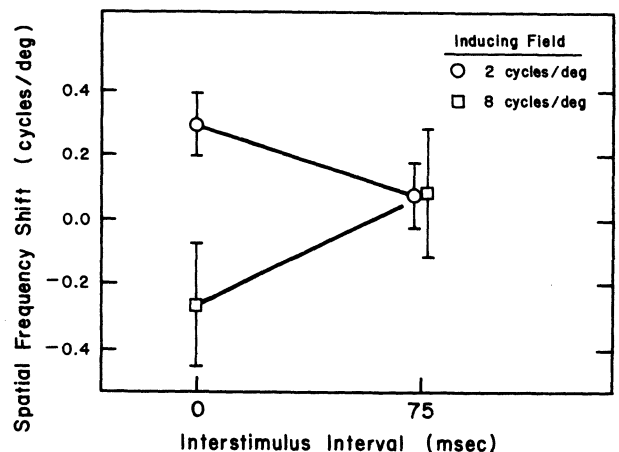 Inducing Field
2 cycles/deg
8 cycles/deg
Spatial Frequency Shift (cycles/deg)
0.4
0.2
0.0
−0.2
−0.4
0
75
Interstimulus Interval (msec)